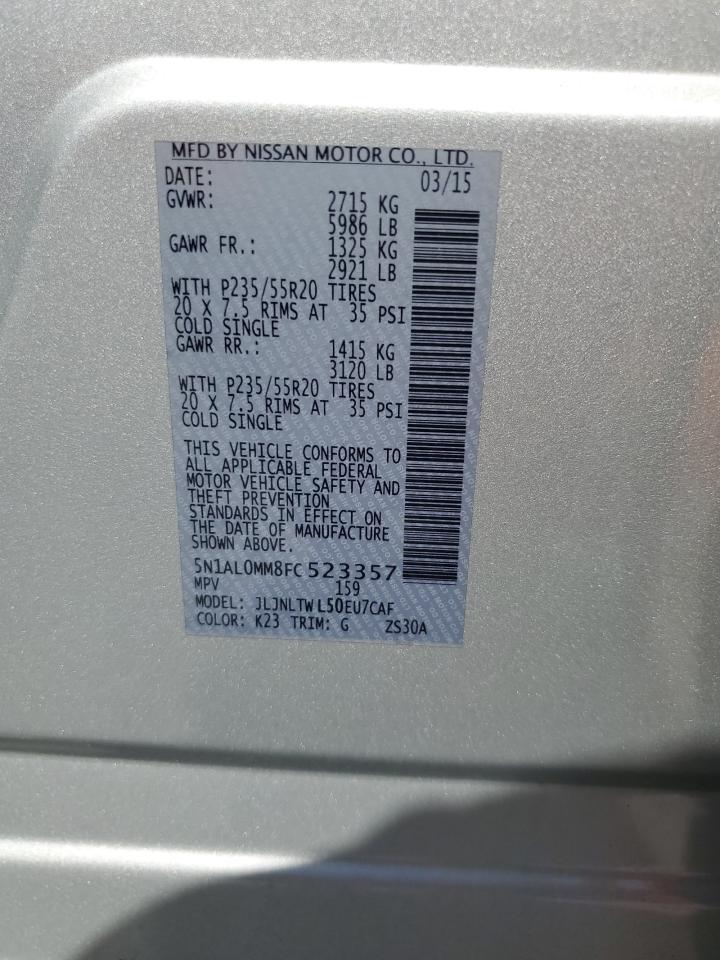 MFD BY NISSAN MOTOR CO., LTD.
DATE: 03/15
GVWR: 2715 KG
5986 LB
GAWR FR.: 1325 KG
2921 LB
WITH P235/55R20 TIRES
20 X 7.5 RIMS AT 35 PSI
COLD SINGLE
GAWR RR.: 1415 KG
3120 LB
WITH P235/55R20 TIRES
20 X 7.5 RIMS AT 35 PSI
COLD SINGLE
THIS VEHICLE CONFORMS TO
ALL APPLICABLE FEDERAL
MOTOR VEHICLE SAFETY AND
THEFT PREVENTION
STANDARDS IN EFFECT ON
THE DATE OF MANUFACTURE
SHOWN ABOVE.
5N1AL0MM8FC523357
MPV 159
MODEL: JLJNLTWL50EU7CAF
COLOR: K23 TRIM: G ZS30A